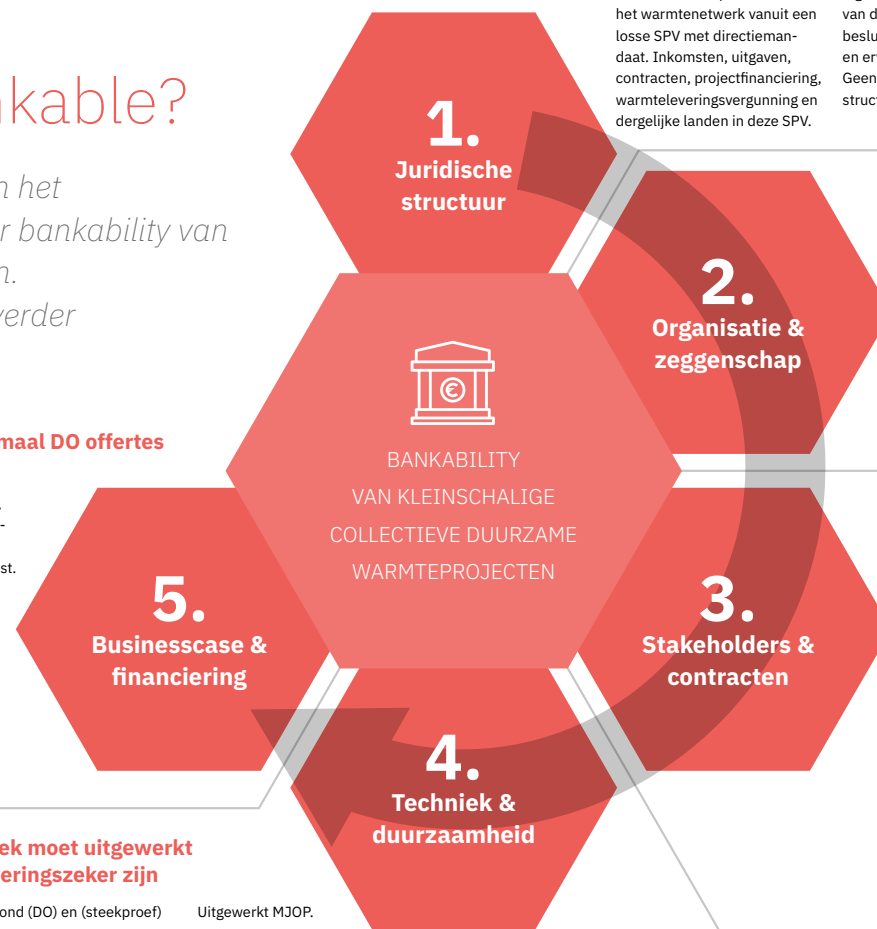 het warmtenetwerk vanuit een
losse SPV met directieman-
daat. Inkomsten, uitgaven,
contracten, projectfinanciering,
warmteleveringsvergunning en
dergelijke landen in deze SPV.
van d
beslu
en er
Geen
struct
kable?
n het
r bankability van
n.
verder
1.
Juridische
structuur
2.
Organisatie &
zeggenschap
BANKABILITY
VAN KLEINSCHALIGE
COLLECTIEVE DUURZAME
WARMTEPROJECTEN
maal DO offertes
st.
5.
Businesscase &
financiering
3.
Stakeholders &
contracten
4.
Techniek &
duurzaamheid
ek moet uitgewerkt
eringszeker zijn
ond (DO) en (steekproef)
Uitgewerkt MJOP.